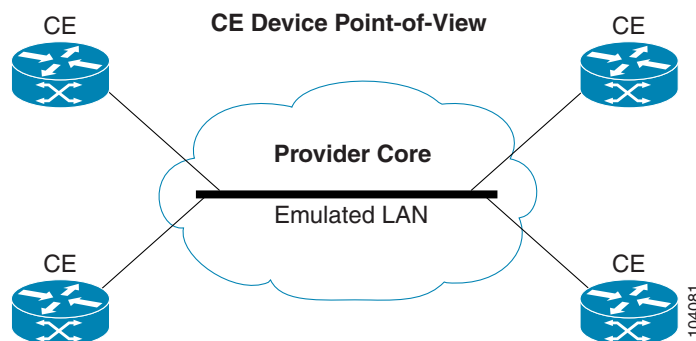 CE Device Point-of-View
CE
CE
Provider Core
Emulated LAN
CE
CE
104081